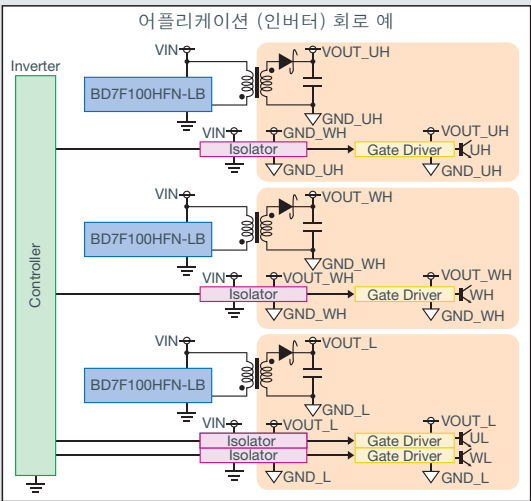 어플리케이션 (인버터) 회로 예
Inverter
Controller
VIN
VOUT_UH
BD7F100HFN-LB
GND_UH
VIN
GND_WH
VOUT_UH
Isolator
Gate Driver
UH
GND_UH
GND_UH
VIN
VOUT_WH
BD7F100HFN-LB
GND_WH
VIN
VOUT_WH
VOUT_WH
Isolator
Gate Driver
WH
GND_WH
GND_WH
VIN
VOUT_L
BD7F100HFN-LB
GND_L
VIN
VOUT_L
VOUT_L
Isolator
Gate Driver
UL
Isolator
Gate Driver
WL
GND_L
GND_L